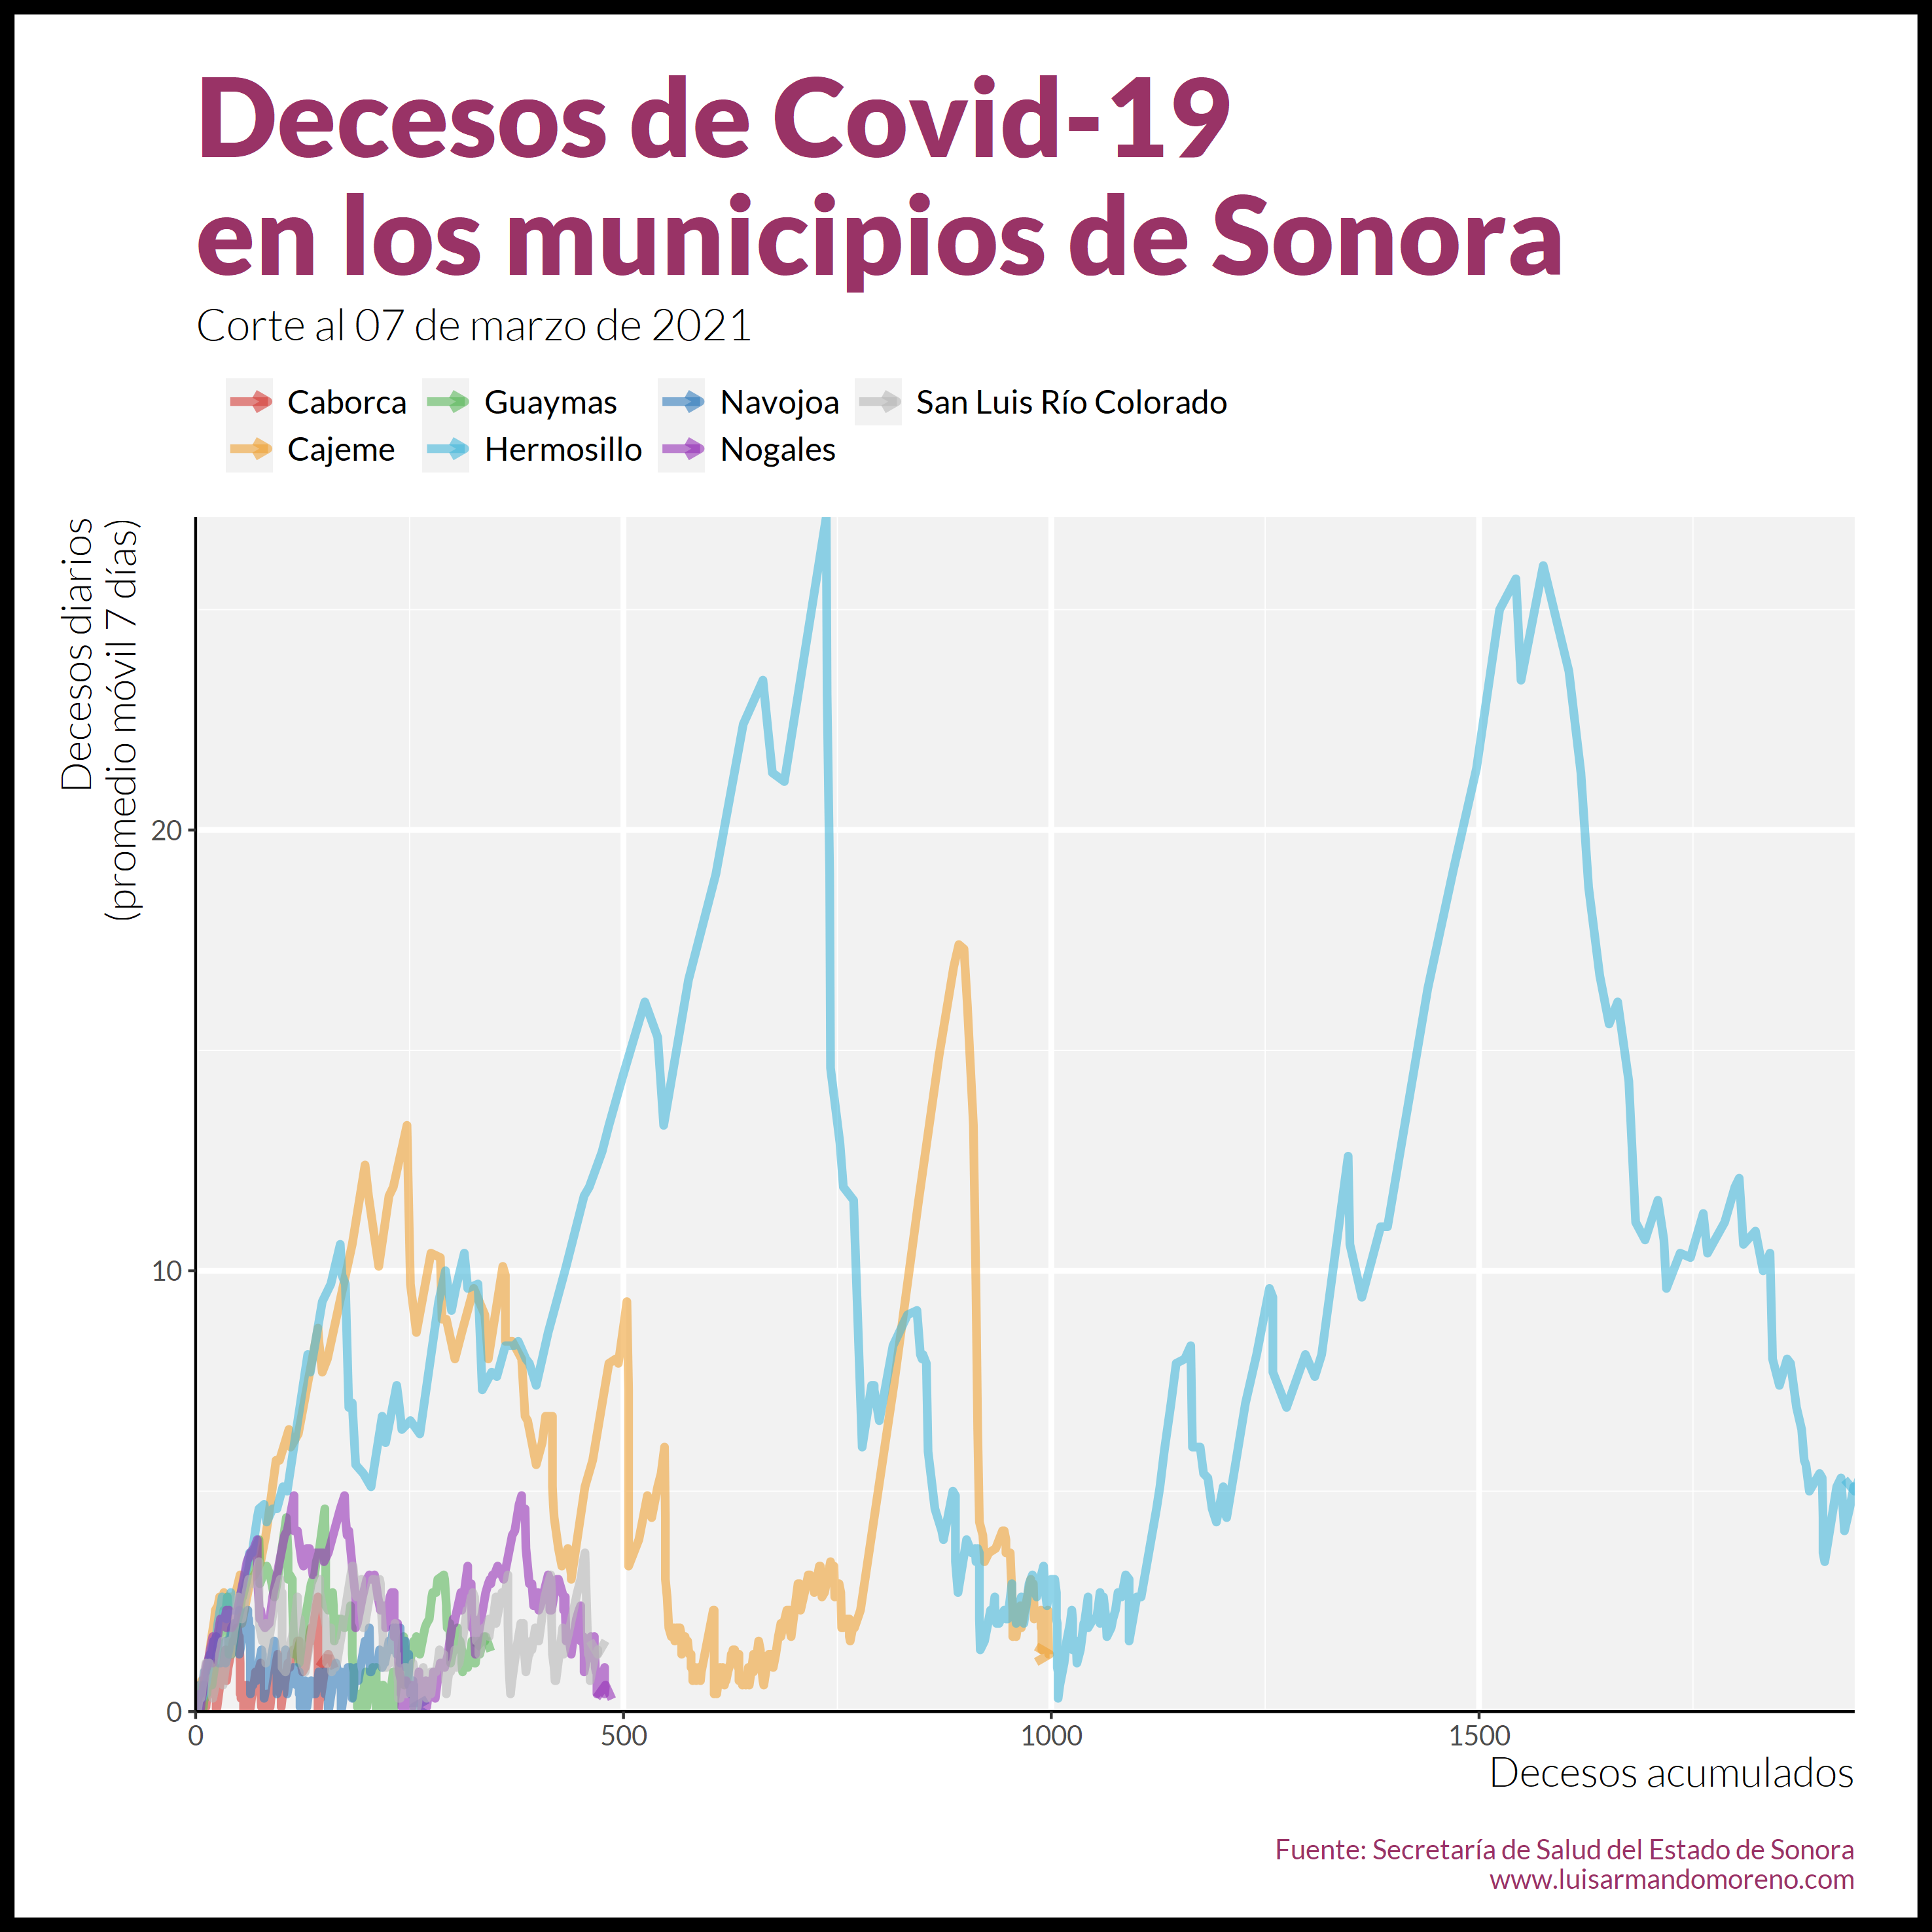 Decesos de Covid-19
en los municipios de Sonora
Corte al 07 de marzo de 2021
Caborca Guaymas Navojoa San Luis Río Colorado
Cajeme Hermosillo Nogales
Decesos diarios
(promedio móvil 7 días)
20
10
0
0 500 1000 1500
Decesos acumulados
Fuente: Secretaría de Salud del Estado de Sonora
www.luisarmandomoreno.com